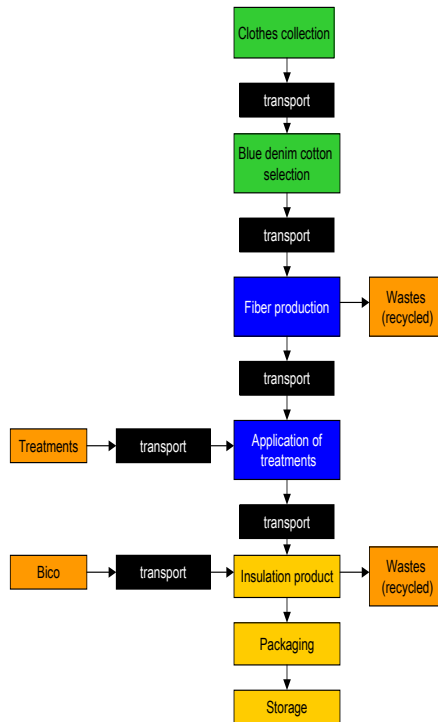 Clothes collection
transport
Blue denim cotton
selection
transport
Fiber production
Wastes
(recycled)
transport
Treatments
transport
Application of
treatments
transport
Bico
transport
Insulation product
Wastes
(recycled)
Packaging
Storage